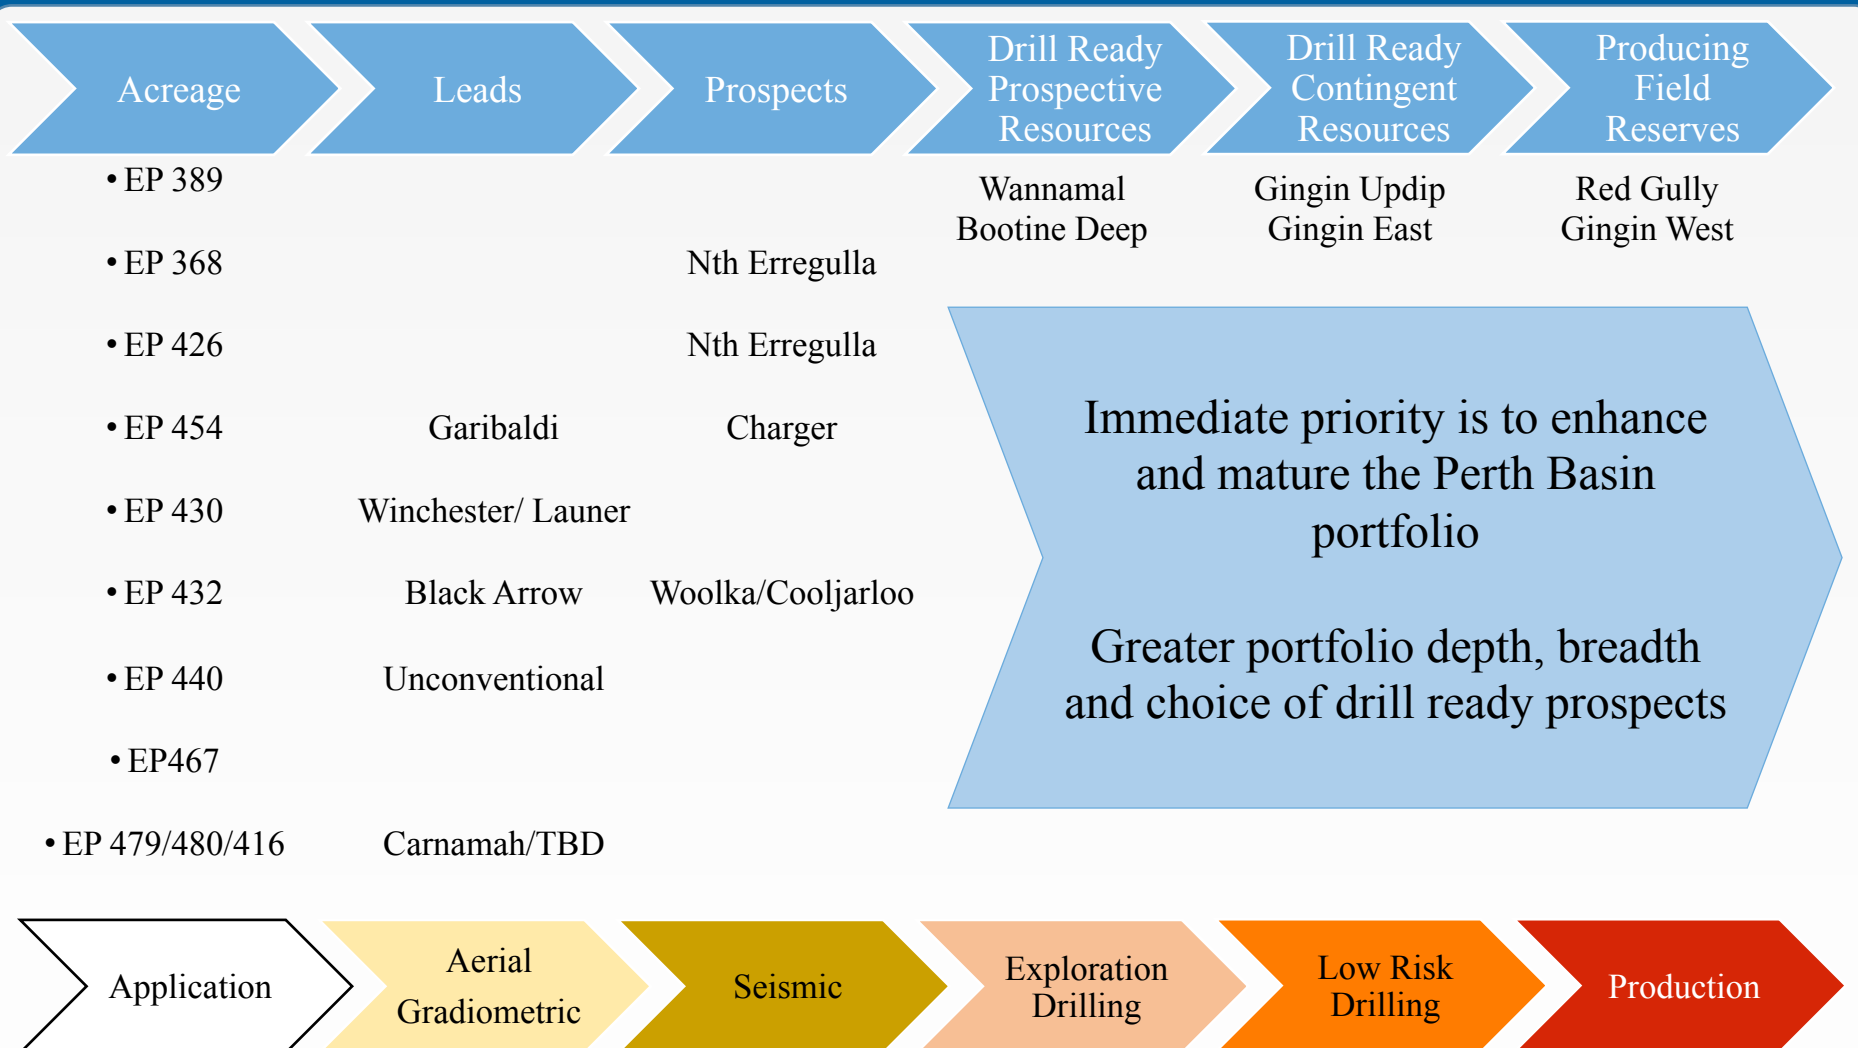 Acreage
Leads
Prospects
Drill Ready
Prospective
Resources
Drill Ready
Contingent
Resources
Producing
Field
Reserves
• EP 389
Wannamal
Bootine Deep
Gingin Updip
Gingin East
Red Gully
Gingin West
• EP 368
Nth Erregulla
• EP 426
Nth Erregulla
• EP 454
Garibaldi
Charger
• EP 430
Winchester/ Launer
• EP 432
Black Arrow
Woolka/Cooljarloo
• EP 440
Unconventional
• EP467
• EP 479/480/416
Carnamah/TBD
Immediate priority is to enhance
and mature the Perth Basin
portfolio
Greater portfolio depth, breadth
and choice of drill ready prospects
Application
Aerial
Gradiometric
Seismic
Exploration
Drilling
Low Risk
Drilling
Production